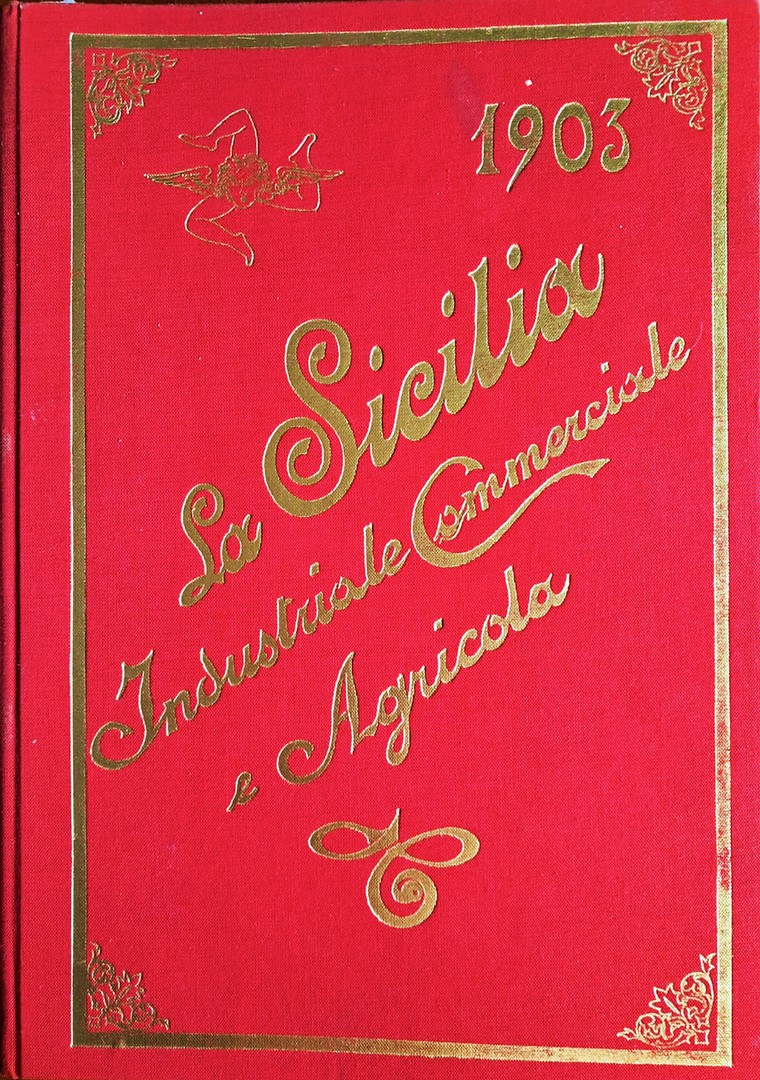 1903
La Sicilia
Industriale Commerciale
e Agricola